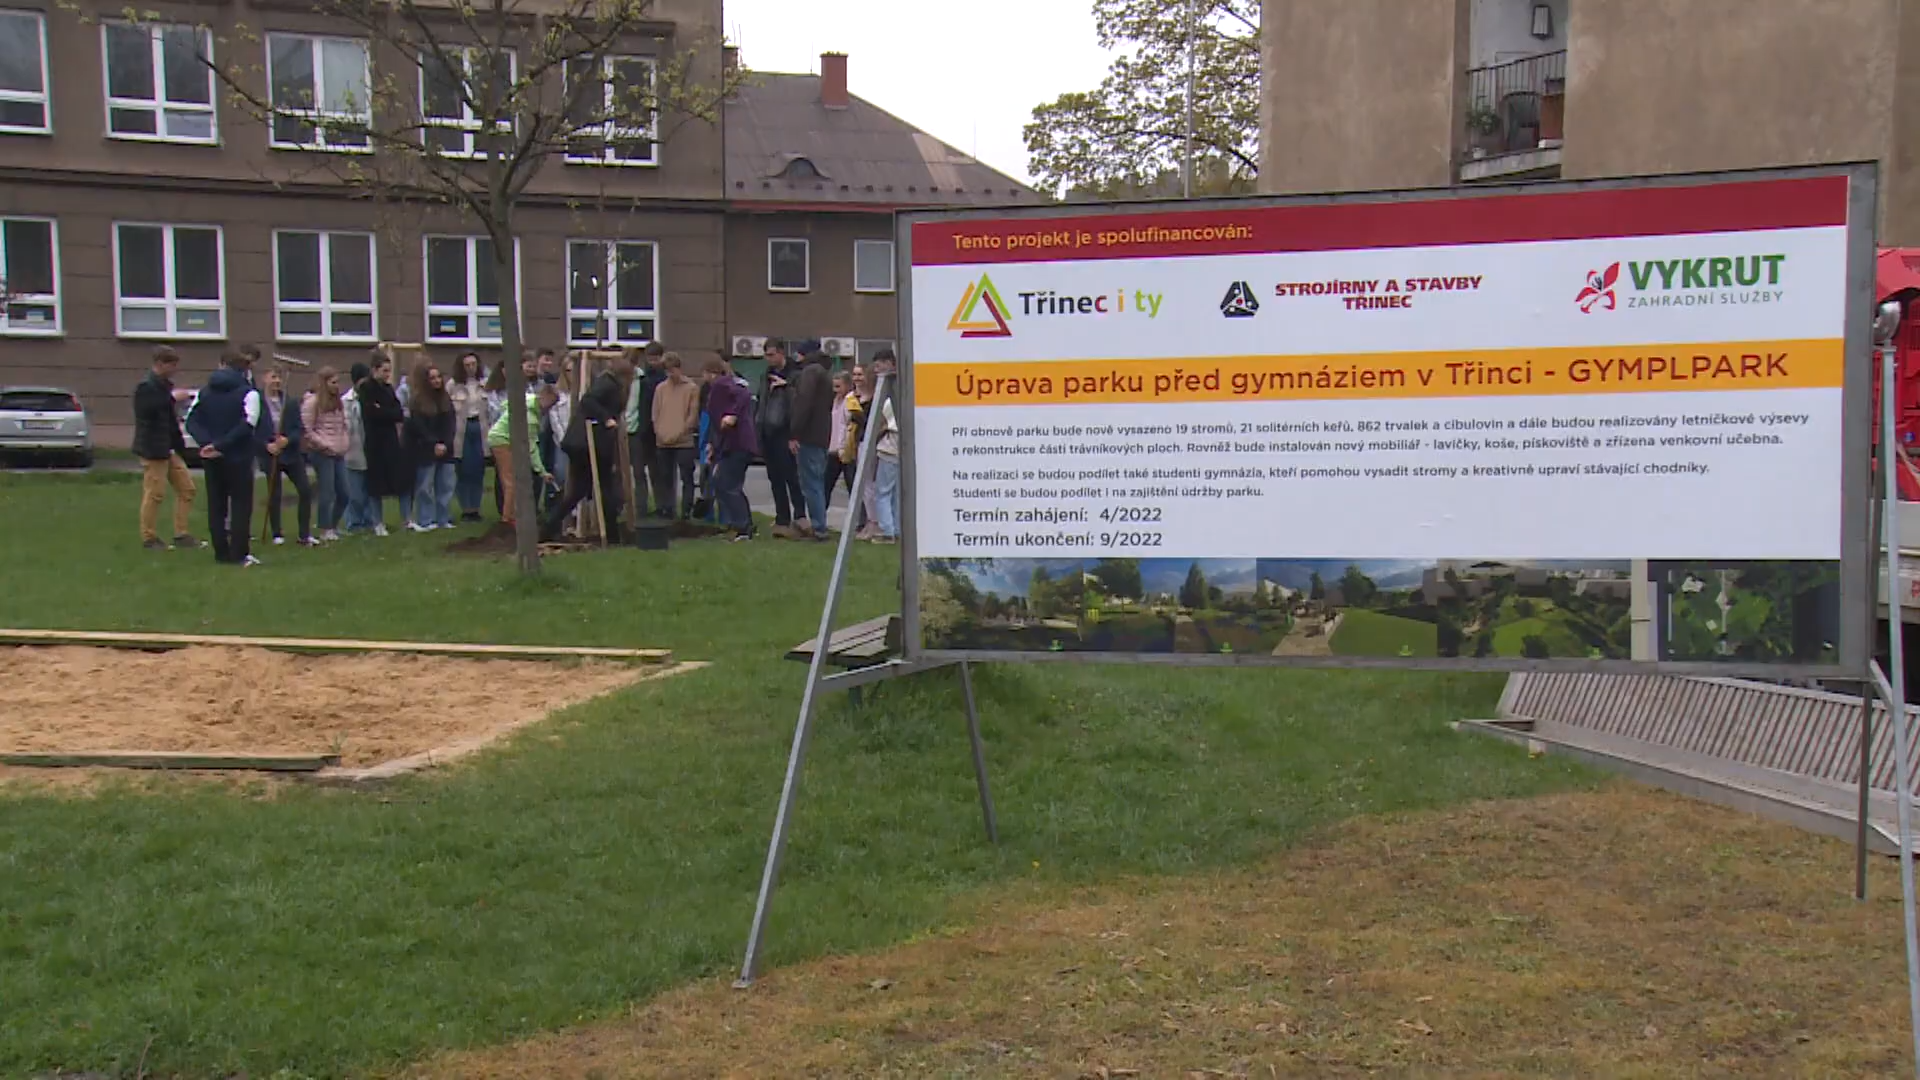 Tento projekt je spolufinancován:
Třinec i ty
STROJÍRNY A STAVBY
TŘINEC
VYKRUT
ZAHRADNÍ SLUŽBY
Úprava parku před gymnáziem v Třinci - GYMPLPARK
Při obnově parku bude nově vysazeno 19 stromů, 21 solitérních keřů, 862 trvalek a cibulovin a dále budou realizovány letničkové výsevy
a rekonstrukce části trávníkových ploch. Rovněž bude instalován nový mobiliář - lavičky, koše, pískoviště a zřízena venkovní učebna.
Na realizaci se budou podílet také studenti gymnázia, kteří pomohou vysadit stromy a kreativně upraví stávající chodníky.
Studenti se budou podílet i na zajištění údržby parku.
Termín zahájení: 4/2022
Termín ukončení: 9/2022